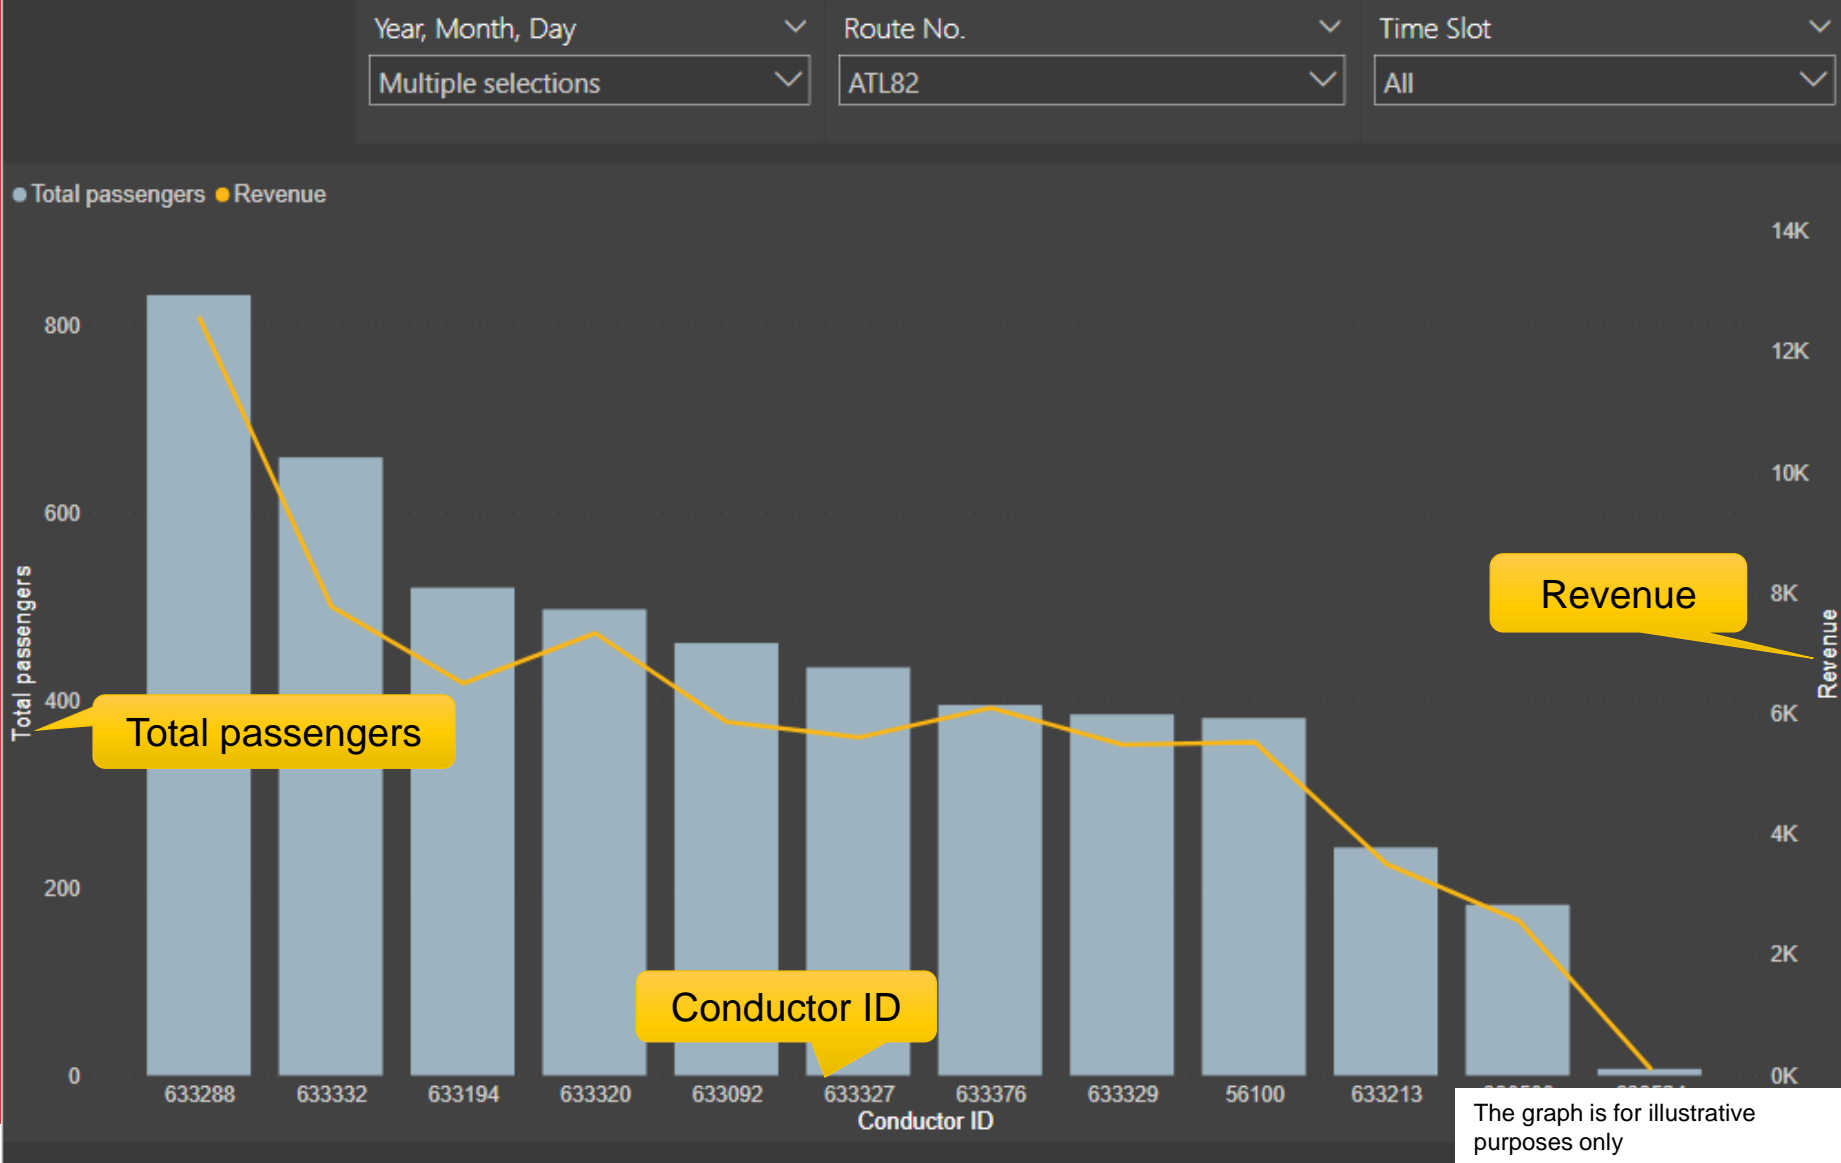 Year, Month, Day
Route No.
Time Slot
Multiple selections
ATL82
All
Total passengers
Revenue
14K
800
12K
10K
600
Revenue
8K
Total passengers
Revenue
400
Total passengers
6K
4K
200
2K
Conductor ID
0
0K
633288
633332
633194
633320
633092
633327
633376
633329
56100
633213
Conductor ID
The graph is for illustrative
purposes only